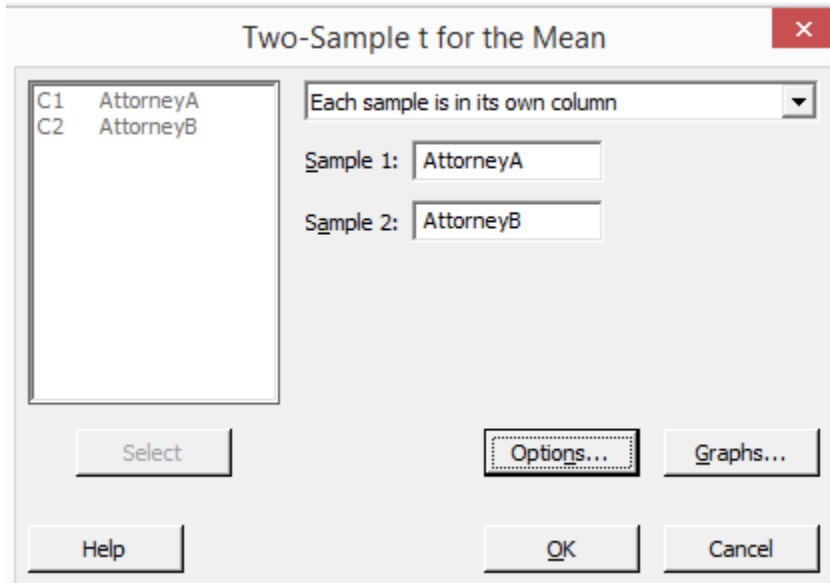 Two-Sample t for the Mean
C1 AttorneyA
C2 AttorneyB
Each sample is in its own column
Sample 1: AttorneyA
Sample 2: AttorneyB
Select
Options...
Graphs...
Help
OK
Cancel